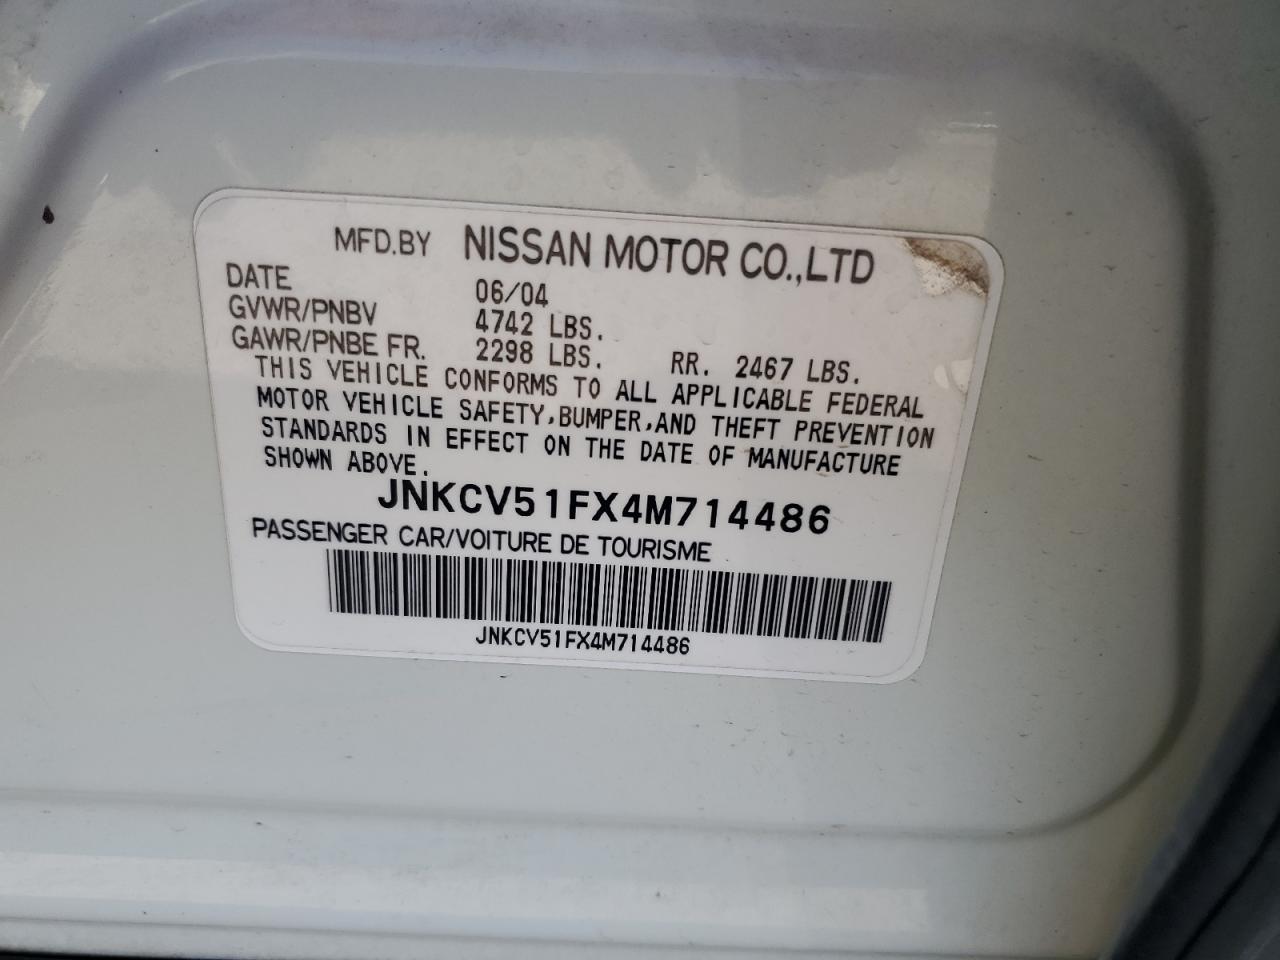 MFD.BY NISSAN MOTOR CO.,LTD
DATE 06/04
GVWR/PNBV 4742 LBS.
GAWR/PNBE FR. 2298 LBS. RR. 2467 LBS.
THIS VEHICLE CONFORMS TO ALL APPLICABLE FEDERAL
MOTOR VEHICLE SAFETY,BUMPER,AND THEFT PREVENTION
STANDARDS IN EFFECT ON THE DATE OF MANUFACTURE
SHOWN ABOVE.
JNKCV51FX4M714486
PASSENGER CAR/VOITURE DE TOURISME
JNKCV51FX4M714486